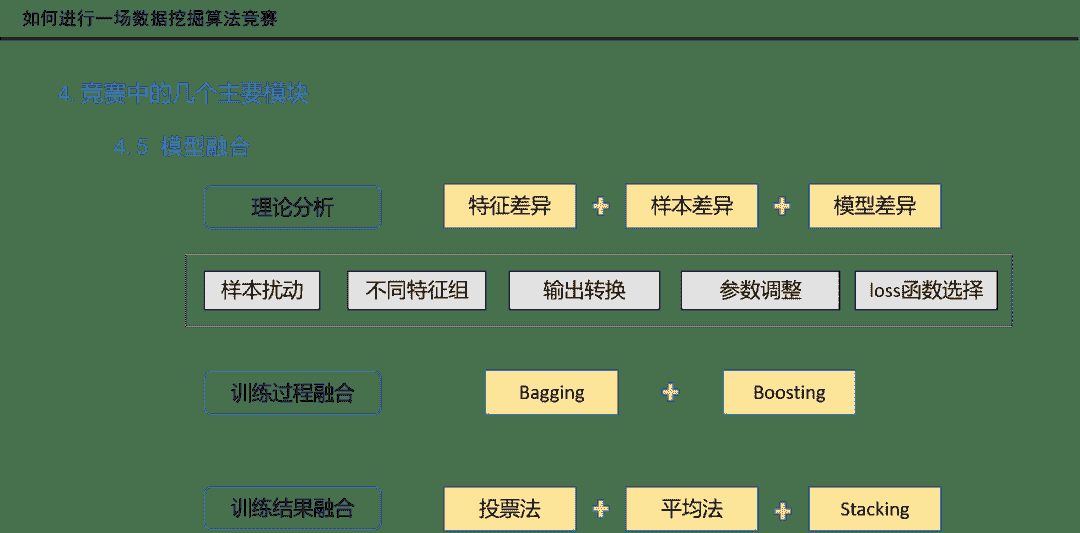 如何进行一场数据挖掘算法竞赛
4. 竞赛中的几个主要模块
4.5 模型融合
理论分析 特征差异 + 样本差异 + 模型差异
样本扰动 不同特征组 输出转换 参数调整 loss函数选择
训练过程融合 Bagging + Boosting
训练结果融合 投票法 + 平均法 + Stacking